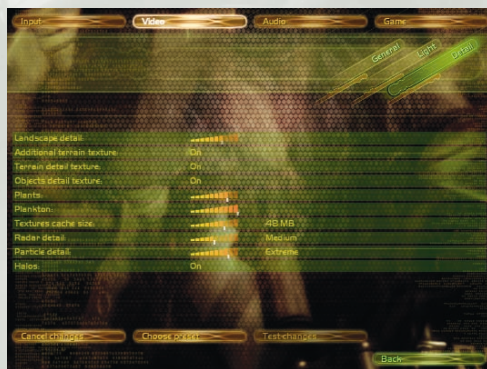 Input Video Audio Game
General Light Detail
Landscape detail:
Additional terrain texture: On
Terrain detail texture: On
Objects detail texture: On
Plants:
Plankton:
Textures cache size: 48 MB
Radar detail: Medium
Particle detail: Extreme
Halos: On
Cancel changes Choose preset Test changes
Back